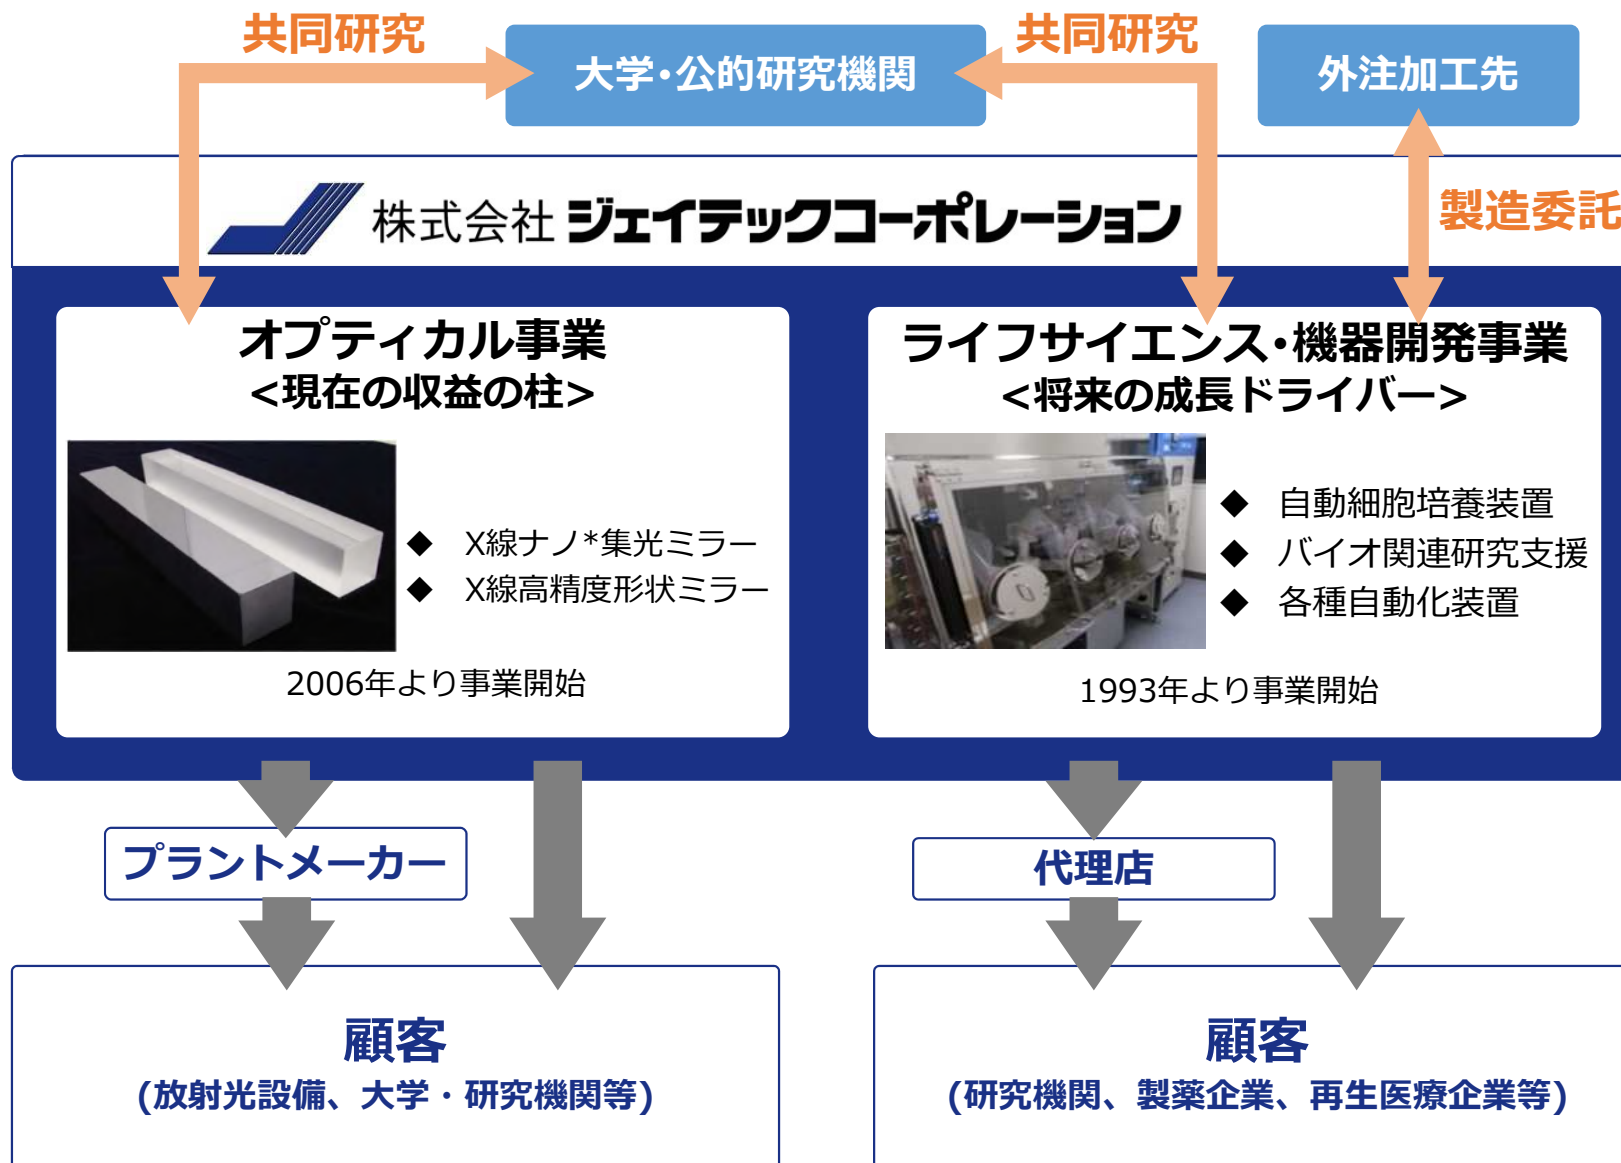 共同研究
共同研究
大学・公的研究機関
外注加工先
株式会社 ジェイテックコーポレーション
製造委託
オプティカル事業
<現在の収益の柱>
◆ X線ナノ*集光ミラー
◆ X線高精度形状ミラー
2006年より事業開始
ライフサイエンス・機器開発事業
<将来の成長ドライバー>
◆ 自動細胞培養装置
◆ バイオ関連研究支援
◆ 各種自動化装置
1993年より事業開始
プラントメーカー
代理店
顧客
(放射光設備、大学・研究機関等)
顧客
(研究機関、製薬企業、再生医療企業等)